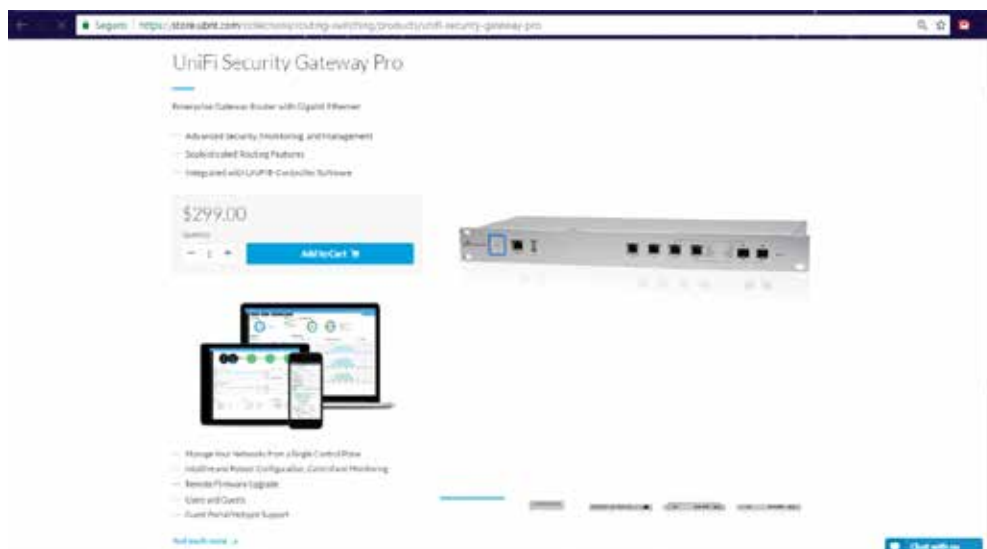 Seguro https://store.ubnt.com/collections/routing-switching/products/unifi-security-gateway-pro
UniFi Security Gateway Pro
Enterprise Gateway Router with Gigabit Ethernet
Advanced Security, Monitoring, and Management
Sophisticated Routing Features
Integrated with UniFi® Controller Software
$299.00
Quantity
- 1 +
Add to Cart
Manage Your Networks from a Single Control Plane
Intuitive and Robust Configuration, Control and Monitoring
Remote Firmware Upgrade
Users and Guests
Guest Portal/Hotspot Support
Chat with us